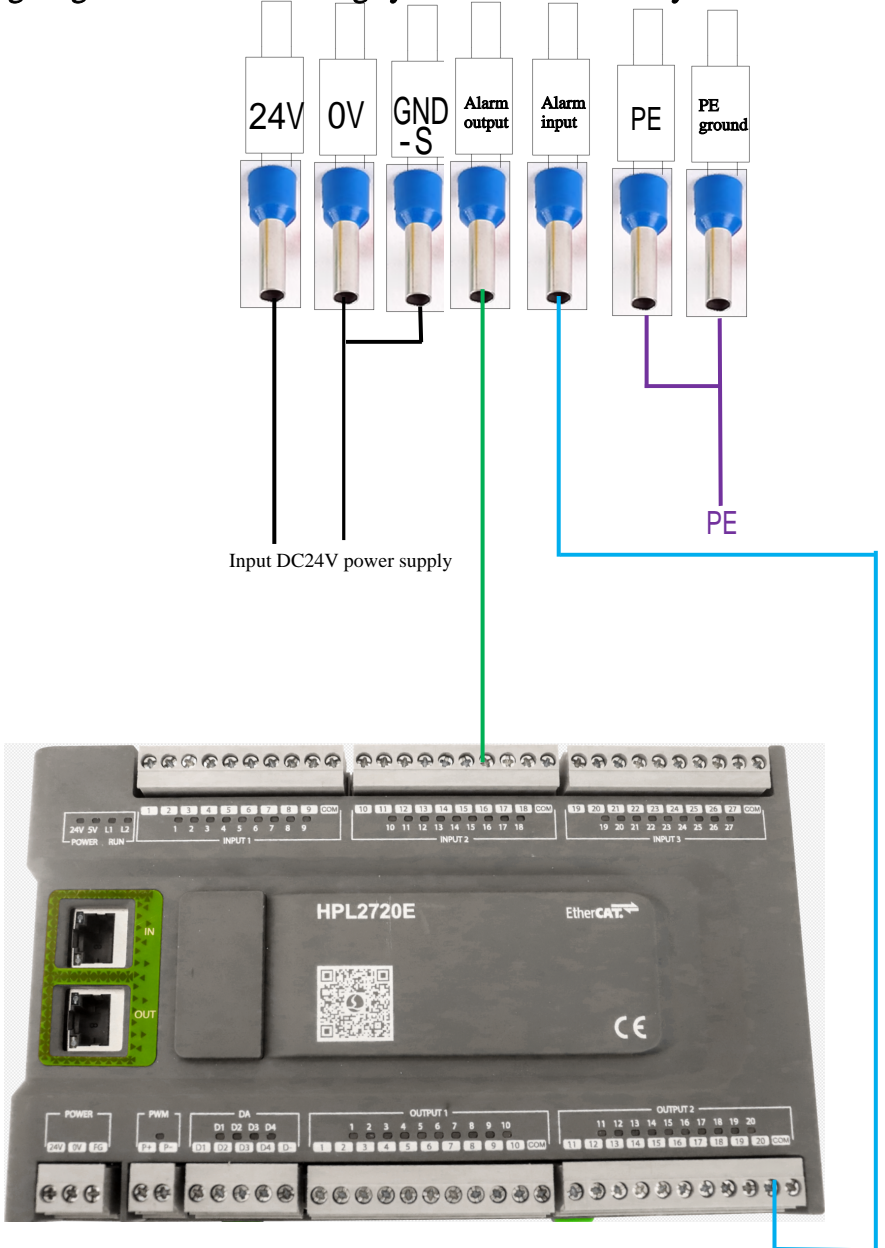 24V
0V
GND
-S
Alarm
output
Alarm
input
PE
PE
ground
PE
Input DC24V power supply
1 2 3 4 5 6 7 8 9 COM
10 11 12 13 14 15 16 17 18 COM
19 20 21 22 23 24 25 26 27 COM
24V 5V L1 L2
1 2 3 4 5 6 7 8 9
10 11 12 13 14 15 16 17 18
19 20 21 22 23 24 25 26 27
POWER RUN
INPUT 1
INPUT 2
INPUT 3
HPL2720E
EtherCAT.
IN
OUT
CE
POWER
PWM
DA
OUTPUT 1
OUTPUT 2
D1 D2 D3 D4
1 2 3 4 5 6 7 8 9 10
11 12 13 14 15 16 17 18 19 20
24V 0V FG
P+ P-
D1 D2 D3 D4 D-
1 2 3 4 5 6 7 8 9 10 COM
11 12 13 14 15 16 17 18 19 20 COM